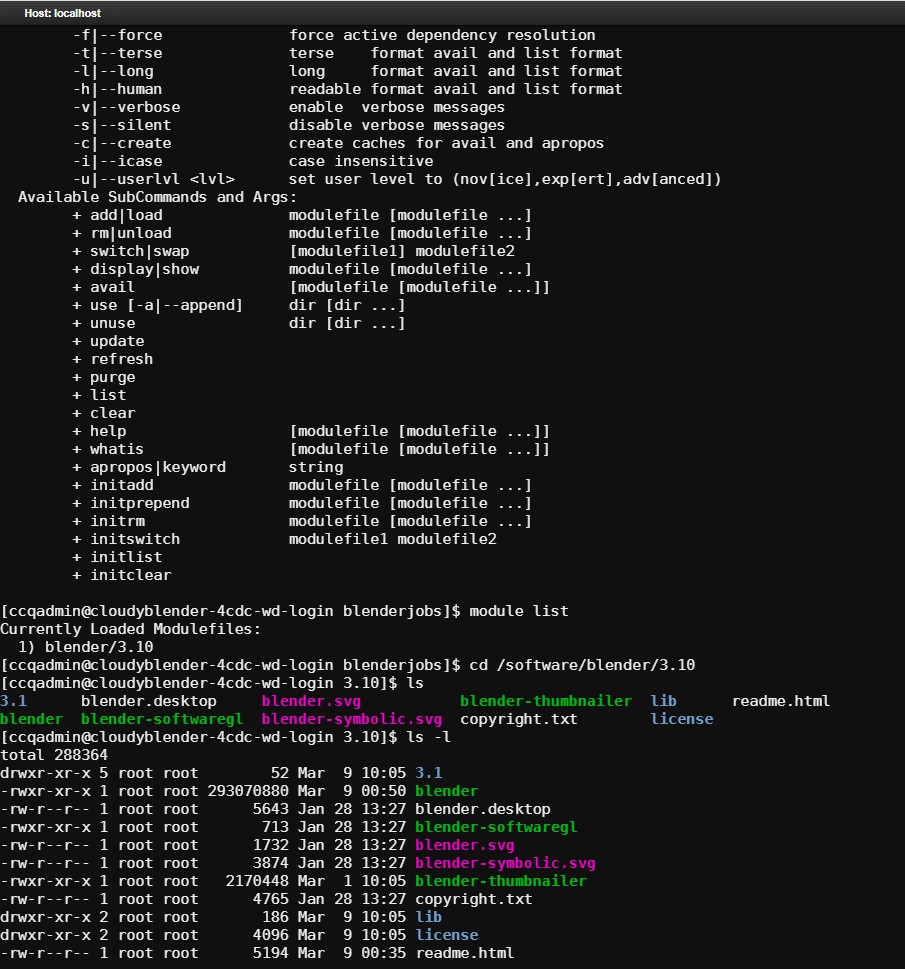 Host: localhost
-f|--force force active dependency resolution
-t|--terse terse format avail and list format
-l|--long long format avail and list format
-h|--human readable format avail and list format
-v|--verbose enable verbose messages
-s|--silent disable verbose messages
-c|--create create caches for avail and apropos
-i|--icase case insensitive
-u|--userlvl <lvl> set user level to (nov[ice],exp[ert],adv[anced])
Available SubCommands and Args:
+ add|load modulefile [modulefile ...]
+ rm|unload modulefile [modulefile ...]
+ switch|swap [modulefile1] modulefile2
+ display|show modulefile [modulefile ...]
+ avail [modulefile [modulefile ...]]
+ use [-a|--append] dir [dir ...]
+ unuse dir [dir ...]
+ update
+ refresh
+ purge
+ list
+ clear
+ help [modulefile [modulefile ...]]
+ whatis [modulefile [modulefile ...]]
+ apropos|keyword string
+ initadd modulefile [modulefile ...]
+ initprepend modulefile [modulefile ...]
+ initrm modulefile [modulefile ...]
+ initswitch modulefile1 modulefile2
+ initlist
+ initclear
[ccqadmin@cloudyblender-4cdc-wd-login blenderjobs]$ module list
Currently Loaded Modulefiles:
1) blender/3.10
[ccqadmin@cloudyblender-4cdc-wd-login blenderjobs]$ cd /software/blender/3.10
[ccqadmin@cloudyblender-4cdc-wd-login 3.10]$ ls
3.1 blender.desktop blender.svg blender-thumbnailer lib readme.html
blender blender-softwaregl blender-symbolic.svg copyright.txt license
[ccqadmin@cloudyblender-4cdc-wd-login 3.10]$ ls -l
total 288364
drwxr-xr-x 5 root root 52 Mar 9 10:05 3.1
-rwxr-xr-x 1 root root 293070880 Mar 9 00:50 blender
-rw-r--r-- 1 root root 5643 Jan 28 13:27 blender.desktop
-rwxr-xr-x 1 root root 713 Jan 28 13:27 blender-softwaregl
-rw-r--r-- 1 root root 1732 Jan 28 13:27 blender.svg
-rw-r--r-- 1 root root 3874 Jan 28 13:27 blender-symbolic.svg
-rwxr-xr-x 1 root root 2170448 Mar 1 10:05 blender-thumbnailer
-rw-r--r-- 1 root root 4765 Jan 28 13:27 copyright.txt
drwxr-xr-x 2 root root 186 Mar 9 10:05 lib
drwxr-xr-x 2 root root 4096 Mar 9 10:05 license
-rw-r--r-- 1 root root 5194 Mar 9 00:35 readme.html